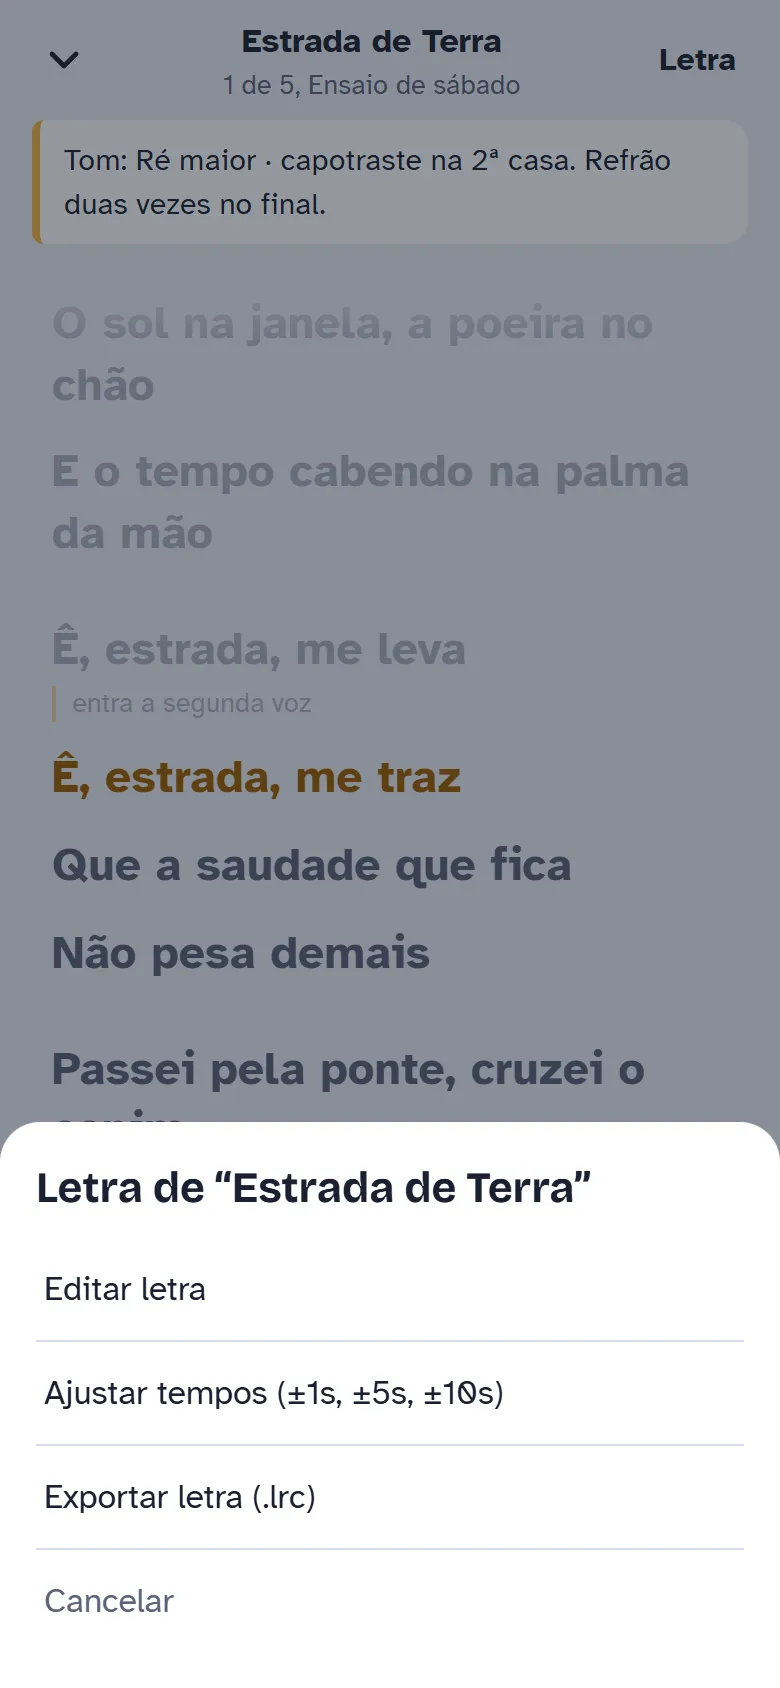 Estrada de Terra
1 de 5, Ensaio de sábado
Letra
Tom: Ré maior · capotraste na 2ª casa. Refrão
duas vezes no final.
O sol na janela, a poeira no
chão
E o tempo cabendo na palma
da mão
Ê, estrada, me leva
entra a segunda voz
Ê, estrada, me traz
Que a saudade que fica
Não pesa demais
Passei pela ponte, cruzei o
Letra de “Estrada de Terra”
Editar letra
Ajustar tempos (±1s, ±5s, ±10s)
Exportar letra (.lrc)
Cancelar